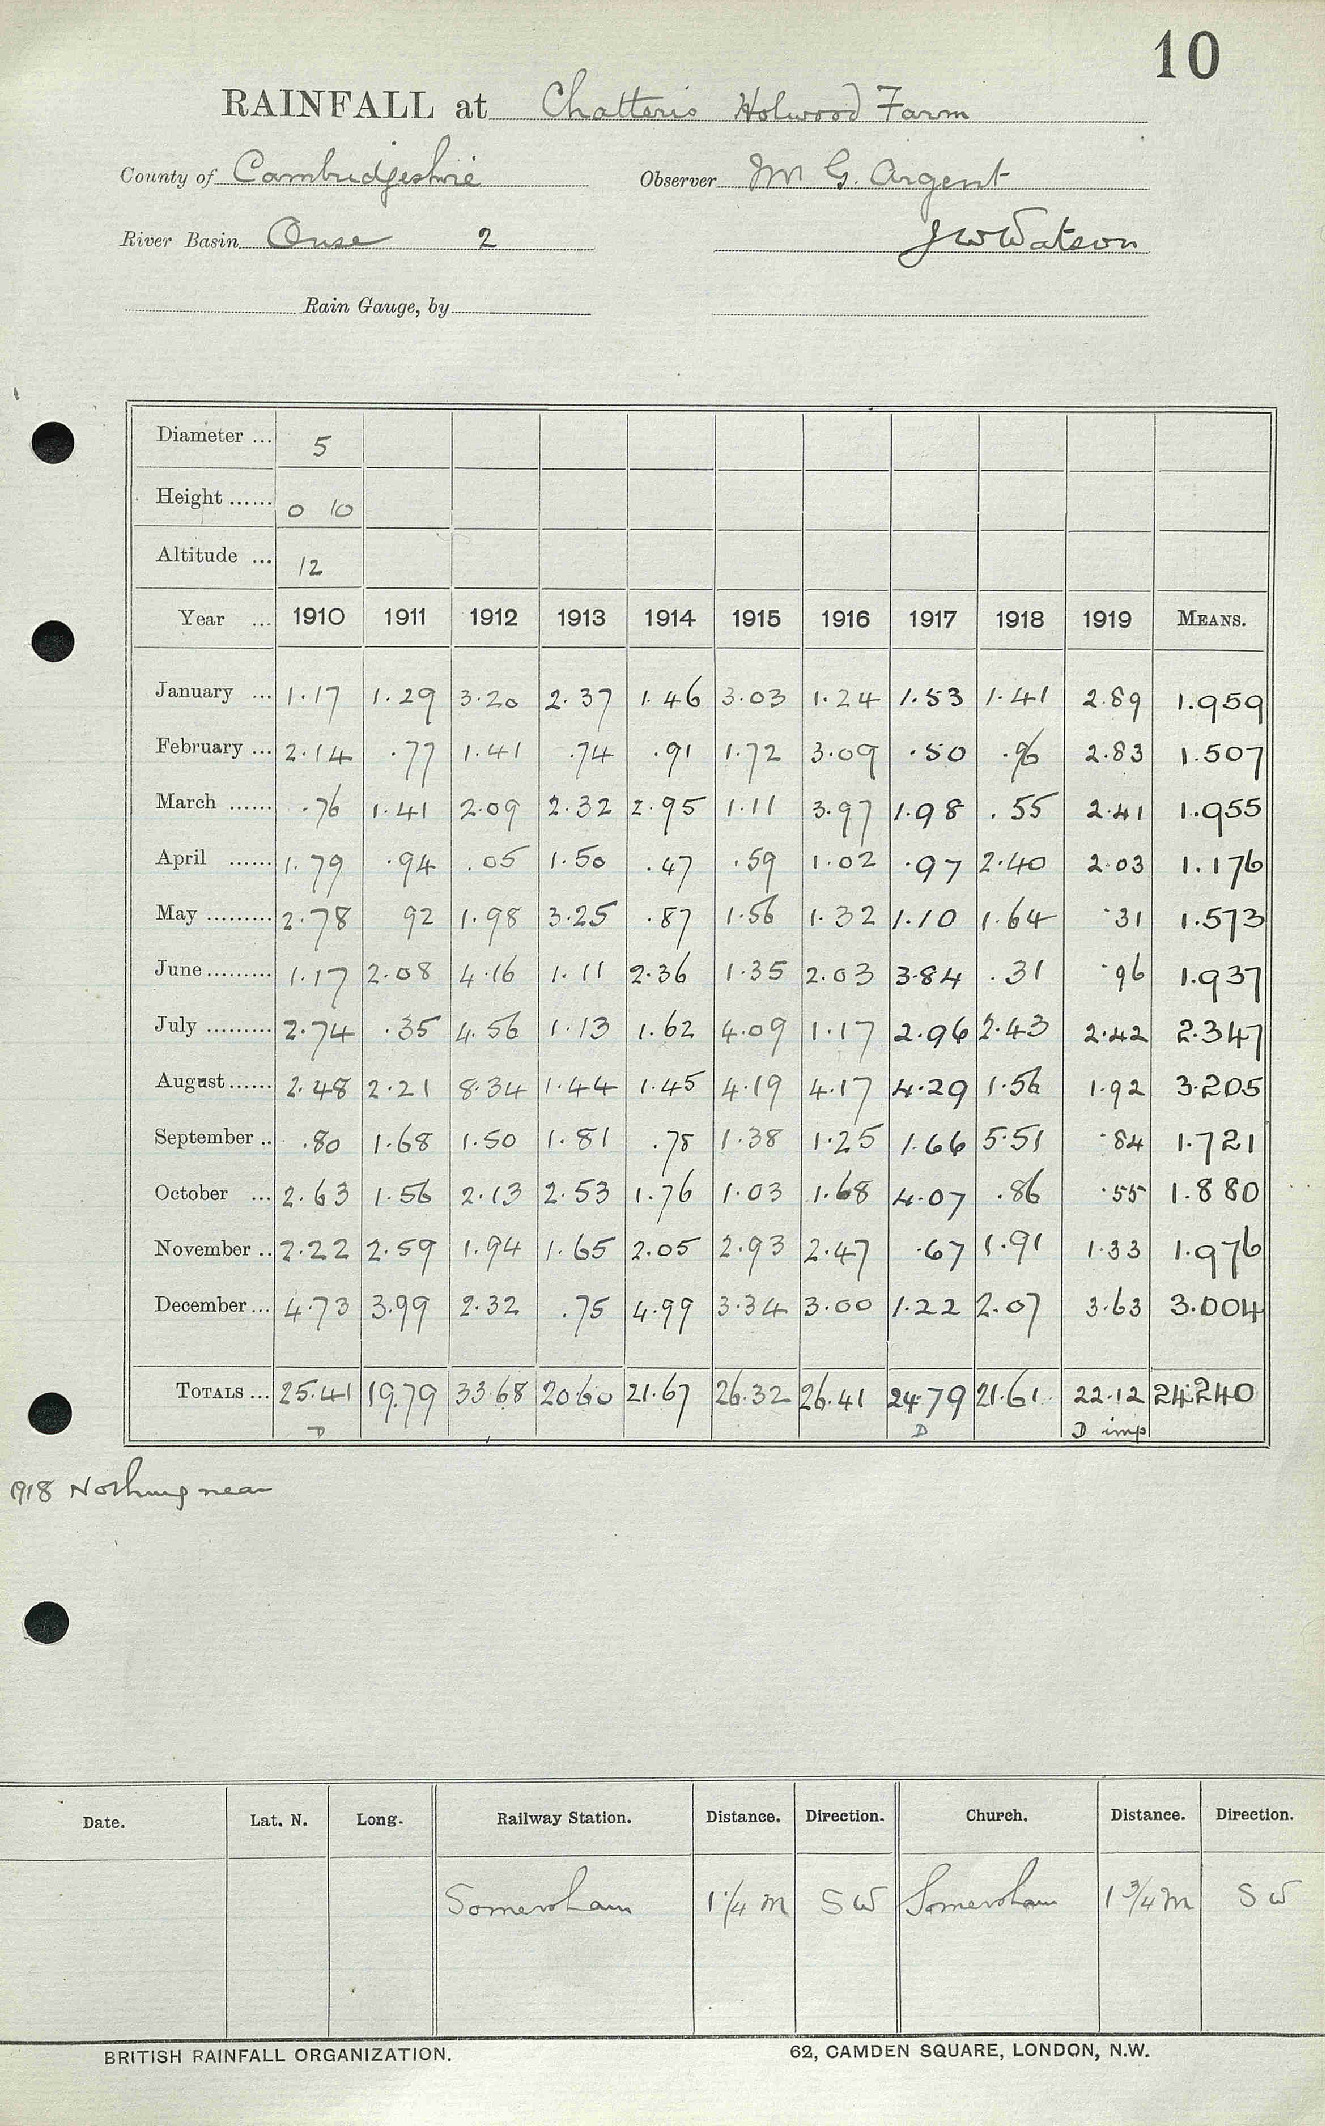 10
RAINFALL at Chatteris Holwood Farm
County of Cambridgeshire Observer Mr G. Argent
River Basin Ouse 2 J W Watson
Rain Gauge, by
Diameter ... 5
Height ...... 0 10
Altitude ... 12
Year ... 1910 1911 1912 1913 1914 1915 1916 1917 1918 1919 MEANS.
January ... 1.17 1.29 3.20 2.37 1.46 3.03 1.24 1.53 1.41 2.89 1.959
February ... 2.14 .77 1.41 .74 .91 1.72 3.09 .50 .96 2.83 1.507
March ...... .76 1.41 2.09 2.32 2.95 1.11 3.97 1.98 .55 2.41 1.955
April ...... 1.79 .94 .05 1.50 .47 .59 1.02 .97 2.40 2.03 1.176
May ......... 2.78 92 1.98 3.25 .87 1.56 1.32 1.10 1.64 .31 1.573
June ......... 1.17 2.08 4.16 1.11 2.36 1.35 2.03 3.84 .31 .96 1.937
July ......... 2.74 .35 4.56 1.13 1.62 4.09 1.17 2.96 2.43 2.42 2.347
August ...... 2.48 2.21 8.34 1.44 1.45 4.19 4.17 4.29 1.56 1.92 3.205
September .. .80 1.68 1.50 1.81 .78 1.38 1.25 1.66 5.51 .84 1.721
October ... 2.63 1.56 2.13 2.53 1.76 1.03 1.68 4.07 .86 .55 1.880
November .. 2.22 2.59 1.94 1.65 2.05 2.93 2.47 .67 1.91 1.33 1.976
December ... 4.73 3.99 2.32 .75 4.99 3.34 3.00 1.22 2.07 3.63 3.004
TOTALS ... 25.41 19.79 33.68 20.60 21.67 26.32 26.41 24.79 21.61 22.12 24.240
D D D imp
1918 Nothing near
Date. Lat. N. Long. Railway Station. Distance. Direction. Church. Distance. Direction.
Somersham 1 1/4 m SW Somersham 1 3/4 m SW
BRITISH RAINFALL ORGANIZATION. 62, CAMDEN SQUARE, LONDON, N.W.